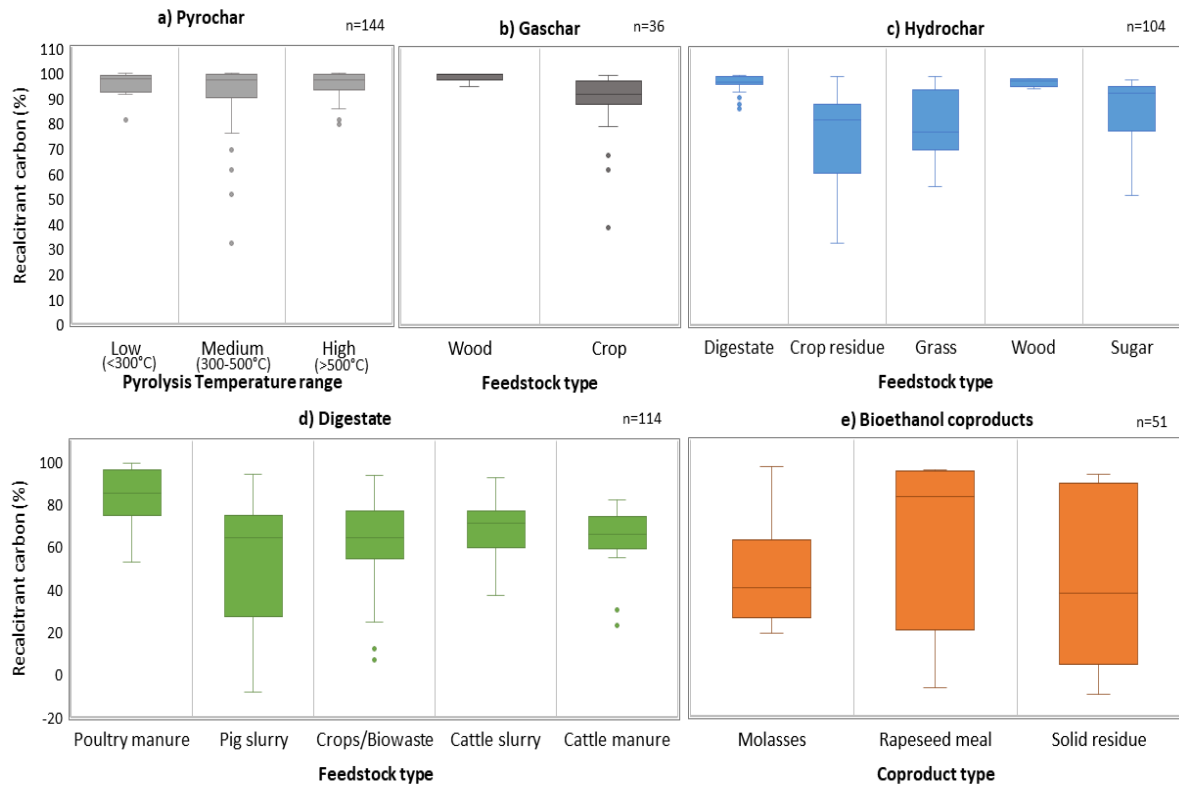 a) Pyrochar
n=144
b) Gaschar
n=36
c) Hydrochar
n=104
Recalcitrant carbon (%)
110
100
90
80
70
60
50
40
30
20
10
0
Low
(<300°C)
Medium
(300-500°C)
High
(>500°C)
Pyrolysis Temperature range
Wood
Crop
Feedstock type
Digestate
Crop residue
Grass
Wood
Sugar
Feedstock type
d) Digestate
n=114
e) Bioethanol coproducts
n=51
Recalcitrant carbon (%)
100
80
60
40
20
0
-20
Poultry manure
Pig slurry
Crops/Biowaste
Cattle slurry
Cattle manure
Feedstock type
Molasses
Rapeseed meal
Solid residue
Coproduct type